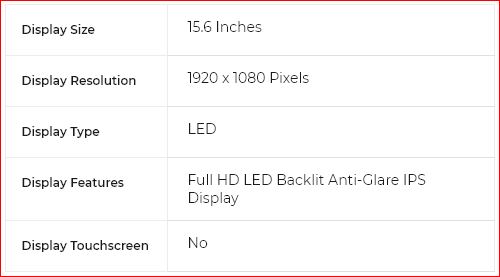 Display Size
15.6 Inches
Display Resolution
1920 x 1080 Pixels
Display Type
LED
Display Features
Full HD LED Backlit Anti-Glare IPS
Display
Display Touchscreen
No